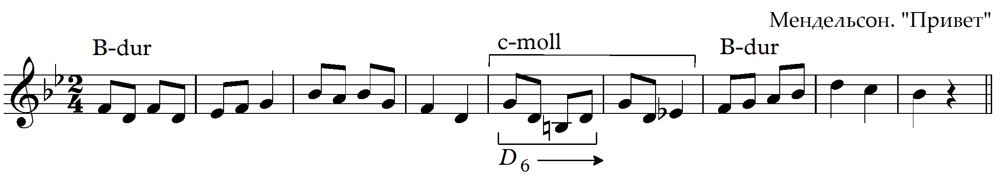 Мендельсон. "Привет"
B-dur
c-moll
B-dur
2
4
D 6